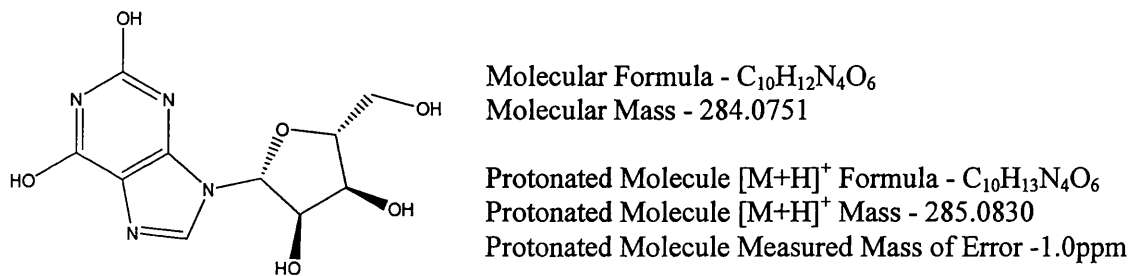 OH
N
N
HO
N
N
O
OH
OH
HO
Molecular Formula - C₁₀H₁₂N₄O₆
Molecular Mass - 284.0751
Protonated Molecule [M+H]⁺ Formula - C₁₀H₁₃N₄O₆
Protonated Molecule [M+H]⁺ Mass - 285.0830
Protonated Molecule Measured Mass of Error -1.0ppm